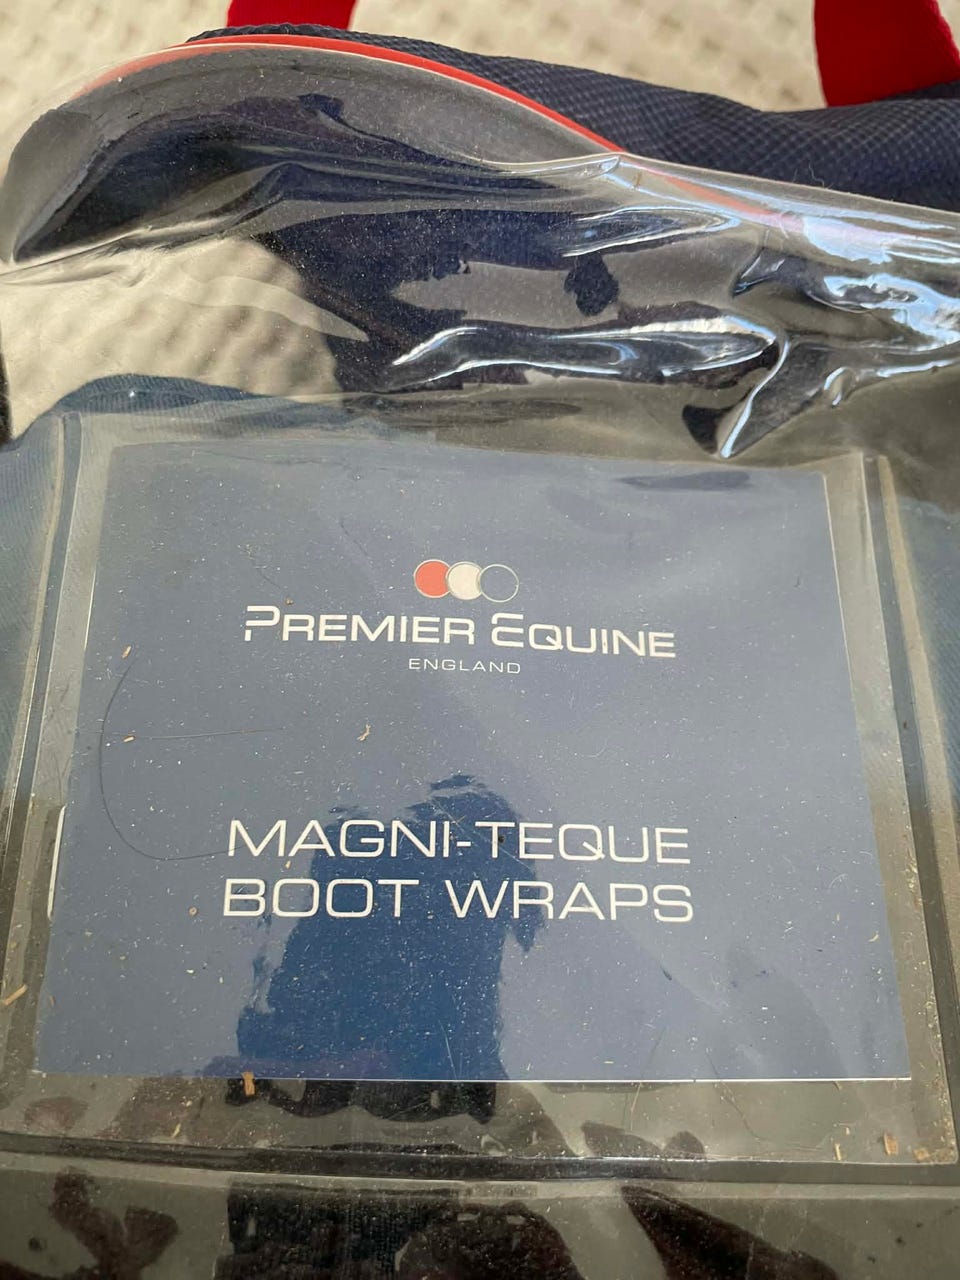 PREMIER EQUINE
ENGLAND
MAGNI-TEQUE
BOOT WRAPS